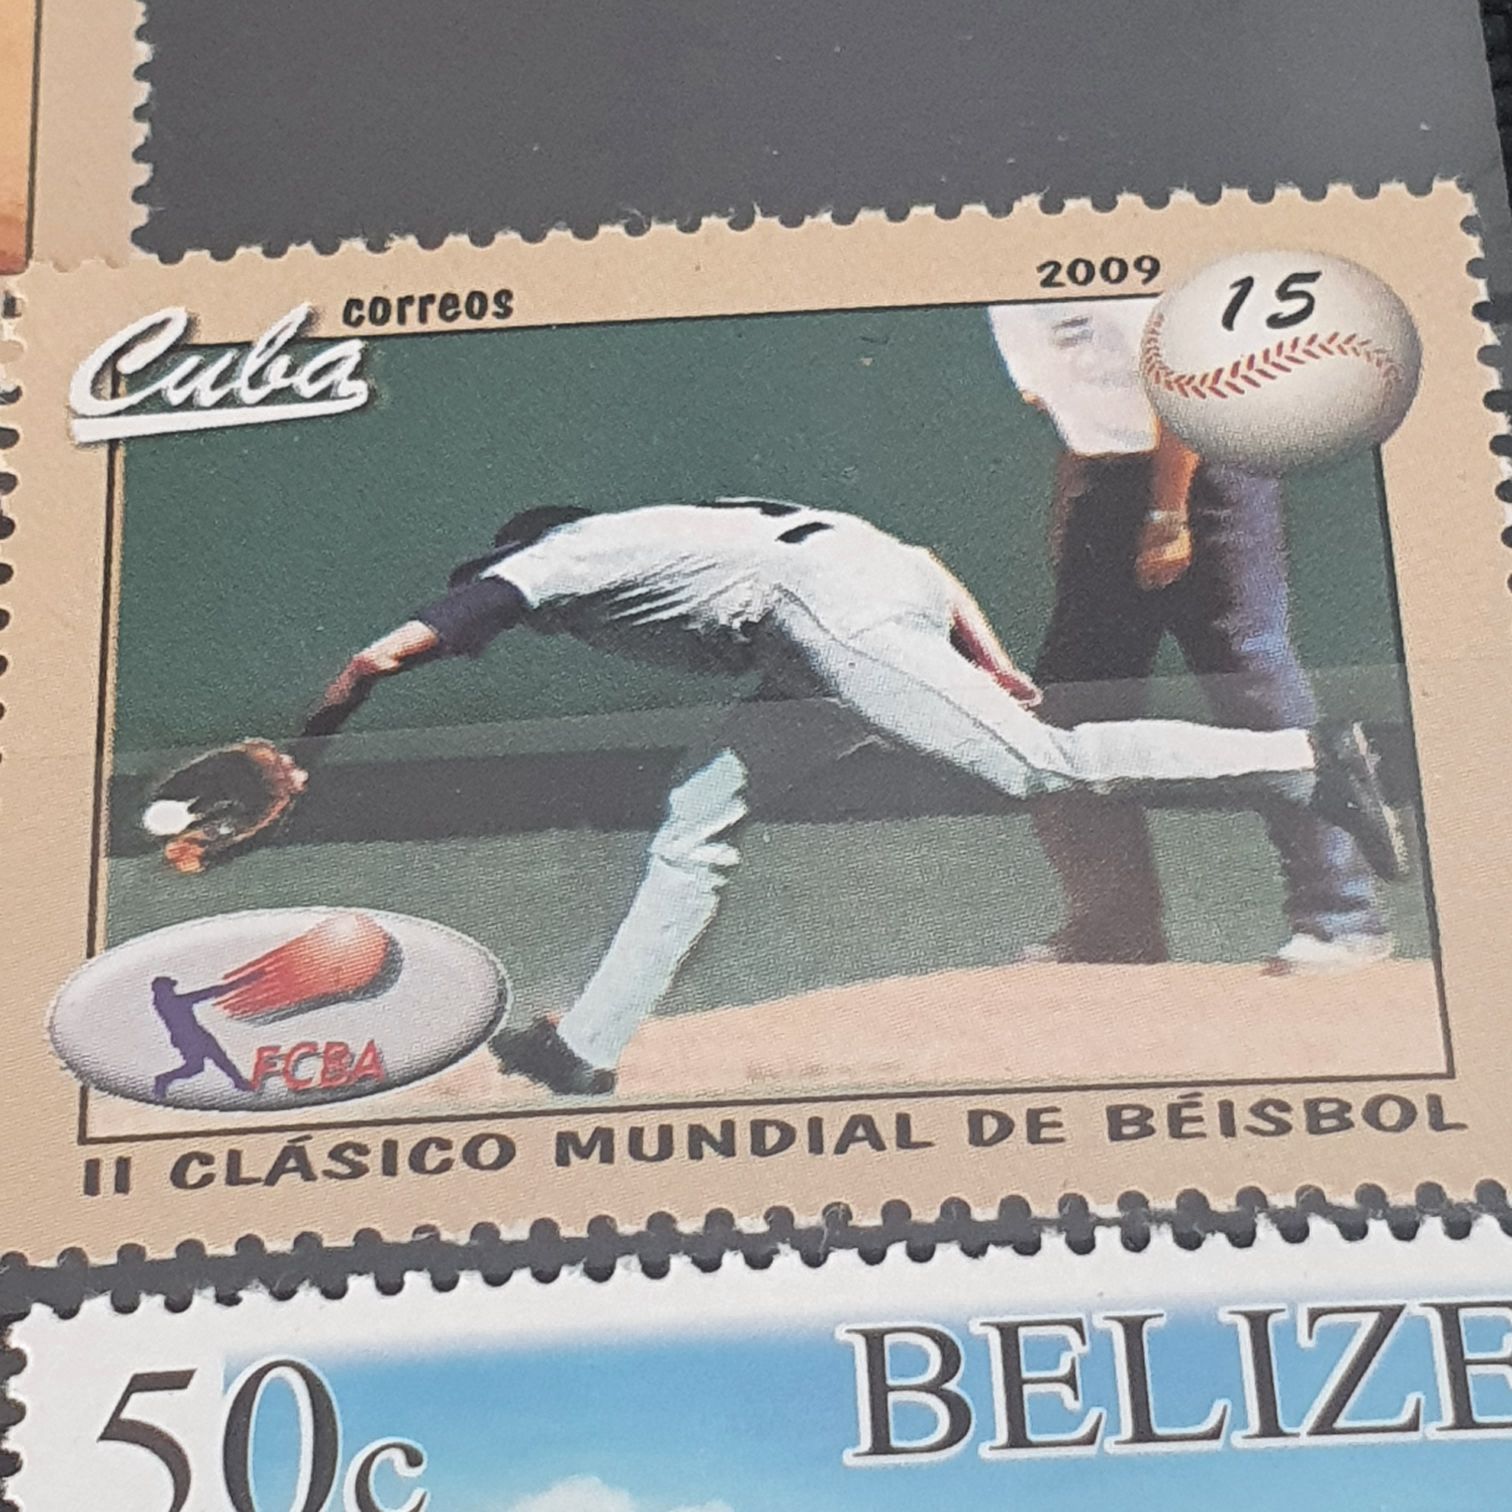 correos
2009
15
Cuba
FCBA
II CLÁSICO MUNDIAL DE BÉISBOL
50c
BELIZE